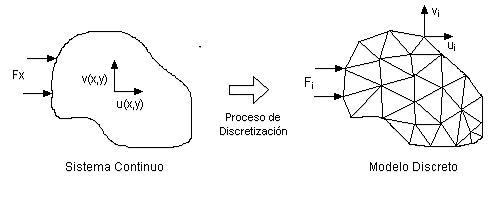 Fx
v(x,y)
u(x,y)
Sistema Continuo
Proceso de
Discretización
vi
ui
Fi
Modelo Discreto